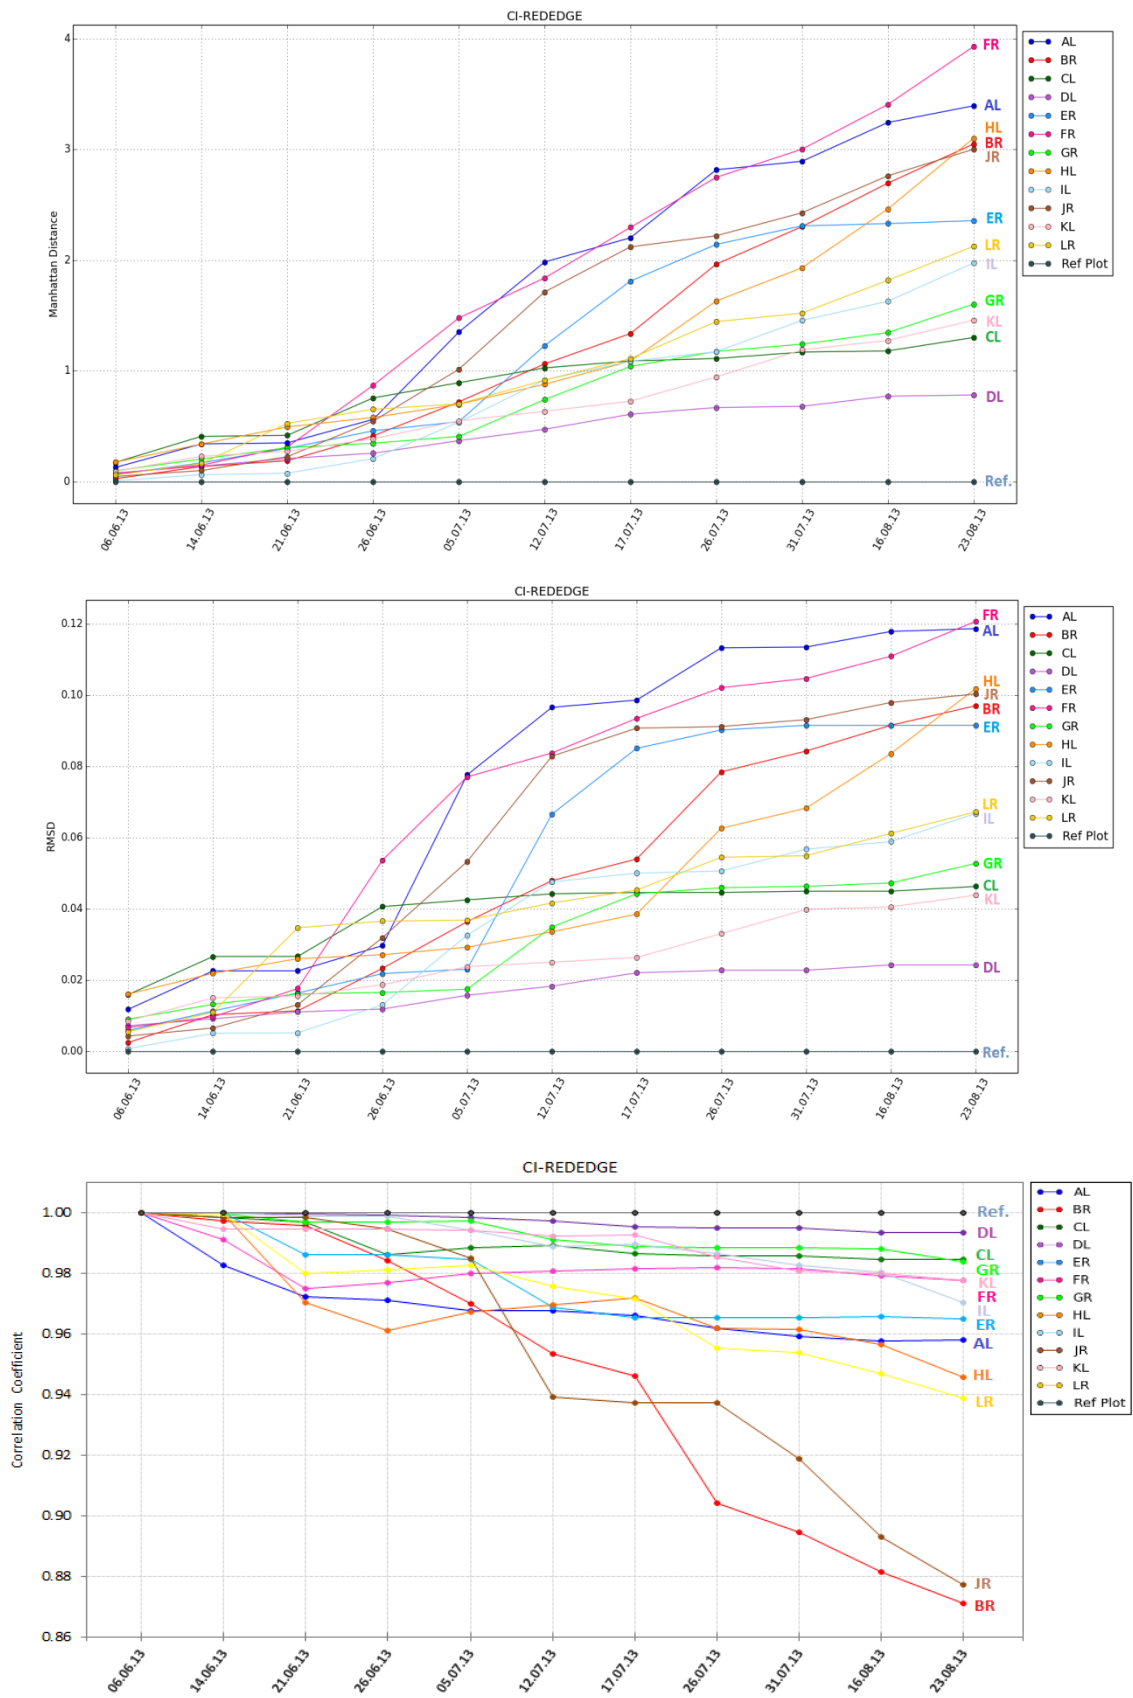 CI-REDEDGE
Manhattan Distance
4
3
2
1
0
06.06.13
14.06.13
21.06.13
26.06.13
05.07.13
12.07.13
17.07.13
26.07.13
31.07.13
16.08.13
23.08.13
FR
AL
HL
BR
JR
ER
LR
IL
GR
KL
CL
DL
Ref.
AL
BR
CL
DL
ER
FR
GR
HL
IL
JR
KL
LR
Ref Plot
CI-REDEDGE
RMSD
0.12
0.10
0.08
0.06
0.04
0.02
0.00
06.06.13
14.06.13
21.06.13
26.06.13
05.07.13
12.07.13
17.07.13
26.07.13
31.07.13
16.08.13
23.08.13
FR
AL
HL
JR
BR
ER
LR
IL
GR
CL
KL
DL
Ref.
AL
BR
CL
DL
ER
FR
GR
HL
IL
JR
KL
LR
Ref Plot
CI-REDEDGE
Correlation Coefficient
1.00
0.98
0.96
0.94
0.92
0.90
0.88
0.86
06.06.13
14.06.13
21.06.13
26.06.13
05.07.13
12.07.13
17.07.13
26.07.13
31.07.13
16.08.13
23.08.13
Ref.
DL
CL
GR
KL
FR
IL
ER
AL
HL
LR
JR
BR
AL
BR
CL
DL
ER
FR
GR
HL
IL
JR
KL
LR
Ref Plot